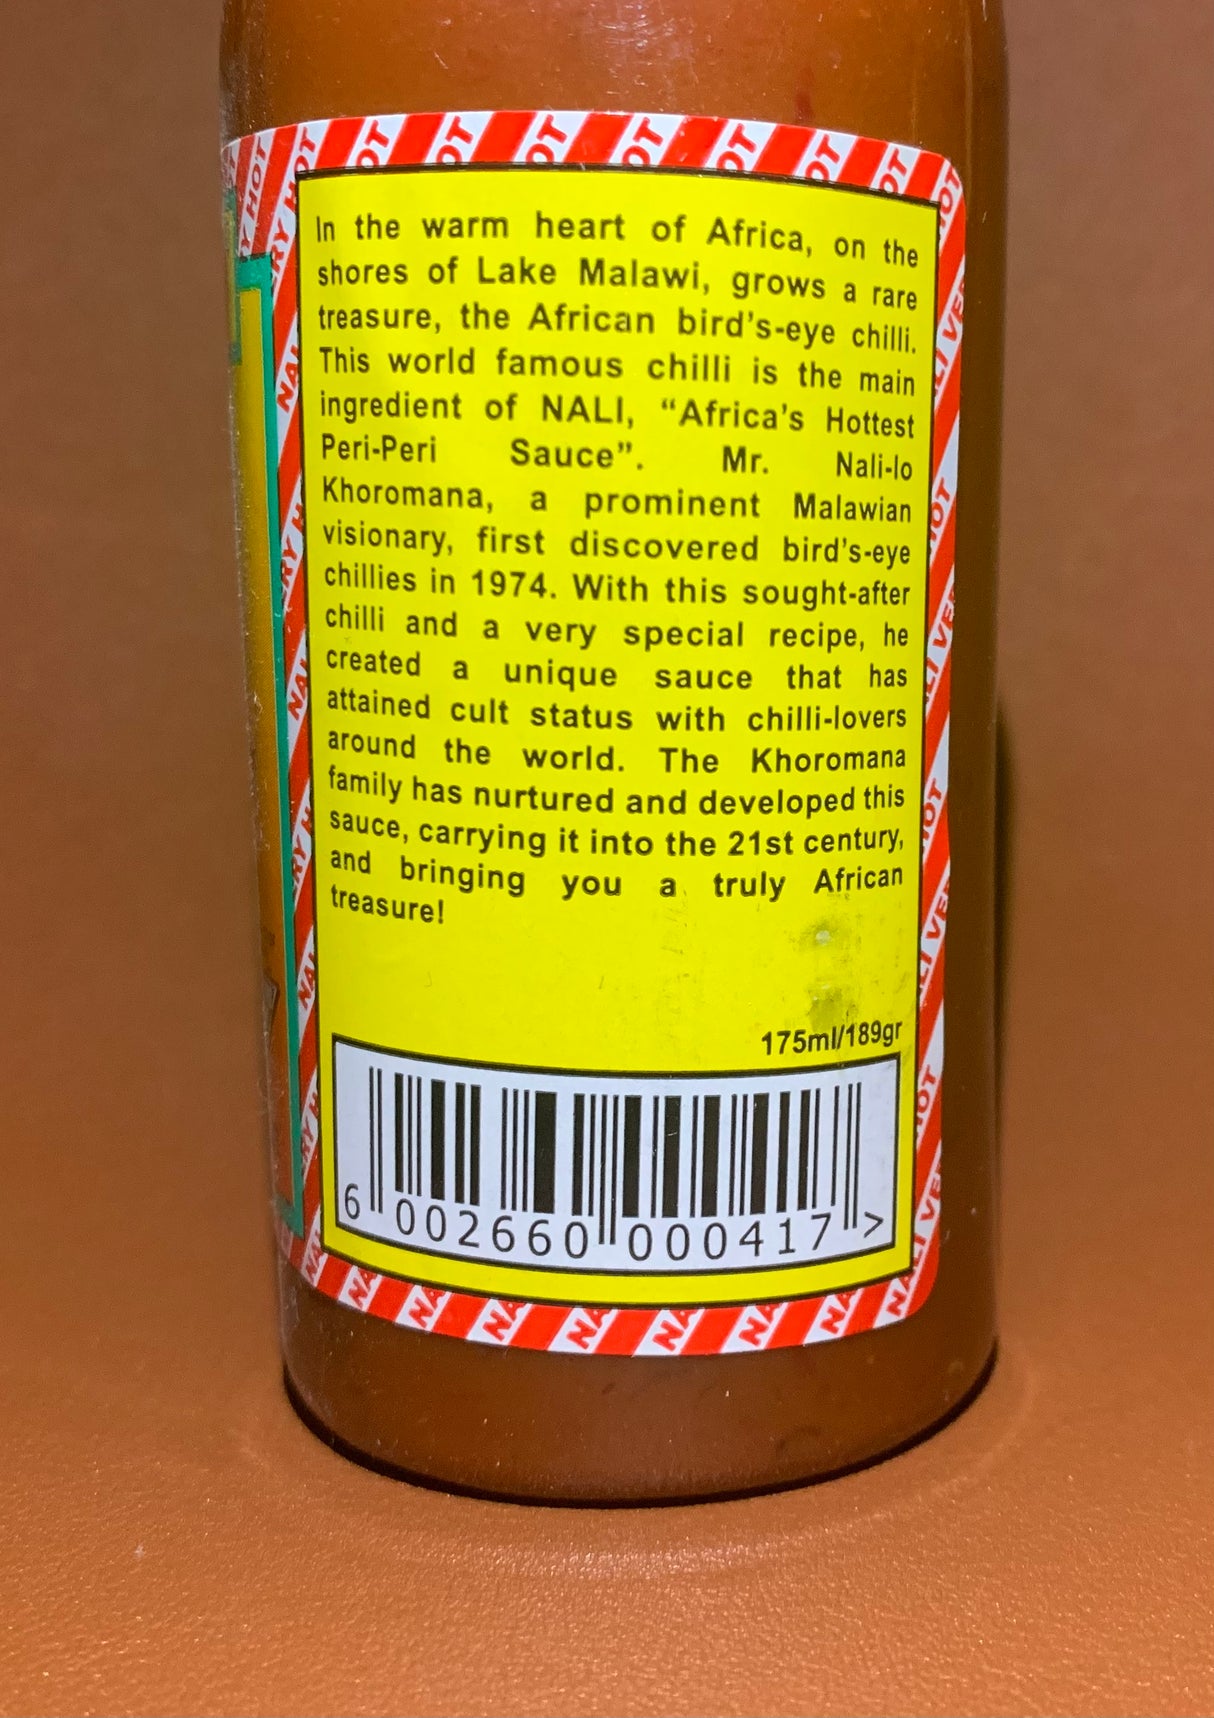 In the warm heart of Africa, on the
shores of Lake Malawi, grows a rare
treasure, the African bird's-eye chilli.
This world famous chilli is the main
ingredient of NALI, “Africa's Hottest
Peri-Peri Sauce”. Mr. Nali-lo
Khoromana, a prominent Malawian
visionary, first discovered bird's-eye
chillies in 1974. With this sought-after
chilli and a very special recipe, he
created a unique sauce that has
attained cult status with chilli-lovers
around the world. The Khoromana
family has nurtured and developed this
sauce, carrying it into the 21st century,
and bringing you a truly African
treasure!
175ml/189gr
6 002660 000417 >